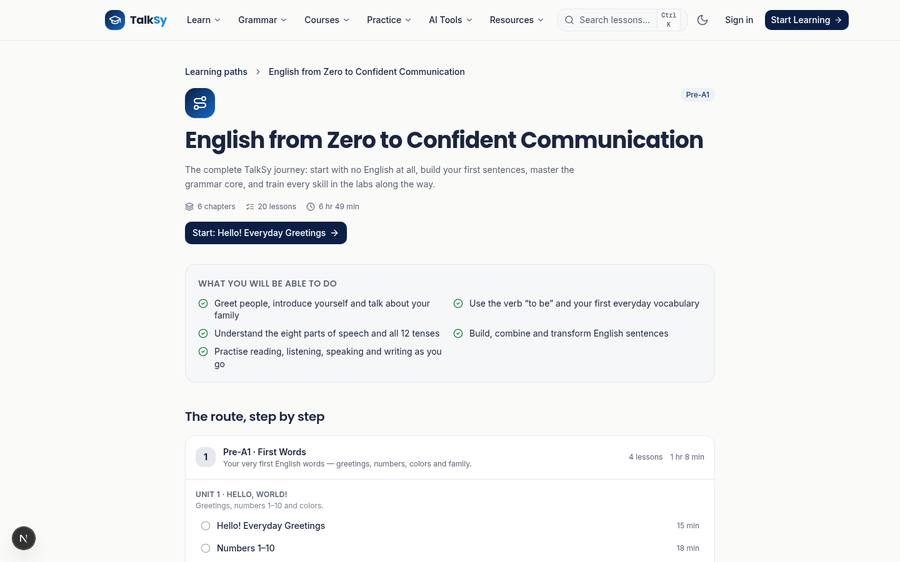 TalkSy
Learn
Grammar
Courses
Practice
AI Tools
Resources
Search lessons...
Ctrl
K
Sign in
Start Learning
Learning paths
English from Zero to Confident Communication
Pre-A1
English from Zero to Confident Communication
The complete TalkSy journey: start with no English at all, build your first sentences, master the
grammar core, and train every skill in the labs along the way.
6 chapters
20 lessons
6 hr 49 min
Start: Hello! Everyday Greetings
WHAT YOU WILL BE ABLE TO DO
Greet people, introduce yourself and talk about your
family
Use the verb “to be” and your first everyday vocabulary
Understand the eight parts of speech and all 12 tenses
Build, combine and transform English sentences
Practise reading, listening, speaking and writing as you
go
The route, step by step
1
Pre-A1 · First Words
Your very first English words — greetings, numbers, colors and family.
4 lessons
1 hr 8 min
UNIT 1 · HELLO, WORLD!
Greetings, numbers 1–10 and colors.
Hello! Everyday Greetings
15 min
Numbers 1–10
18 min
N